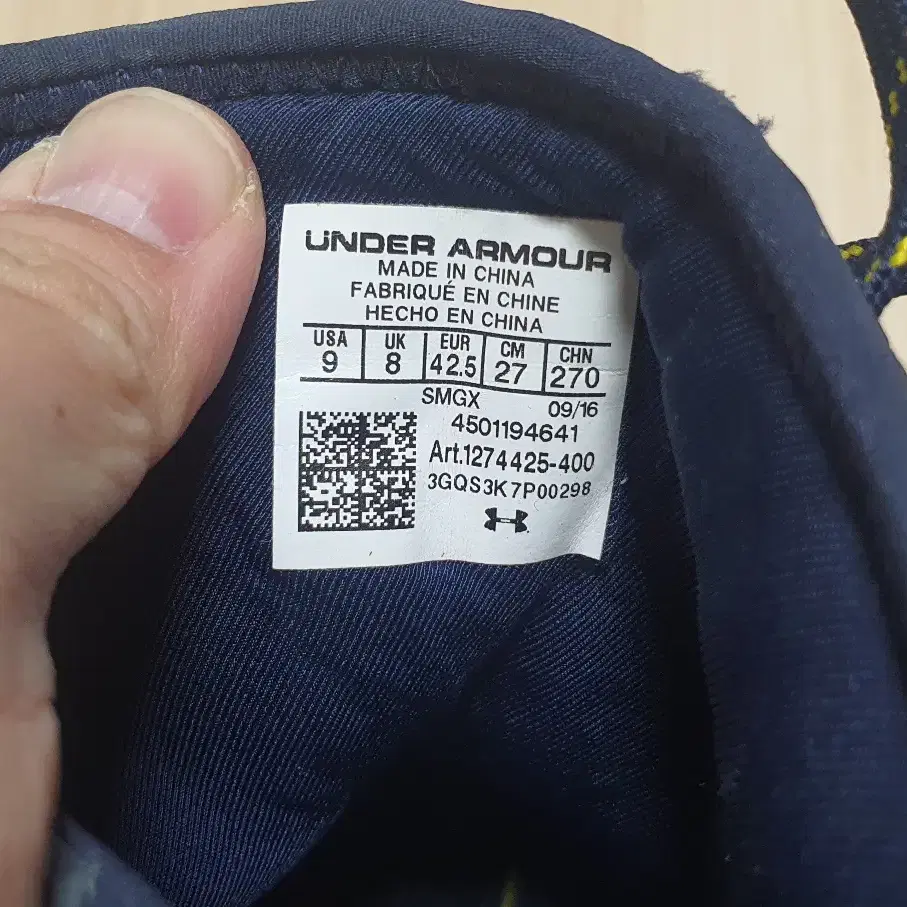 UNDER ARMOUR
MADE IN CHINA
FABRIQUÉ EN CHINE
HECHO EN CHINA
USA UK EUR CM CHN
9 8 42.5 27 270
SMGX 09/16
4501194641
Art.1274425-400
3GQS3K7P00298